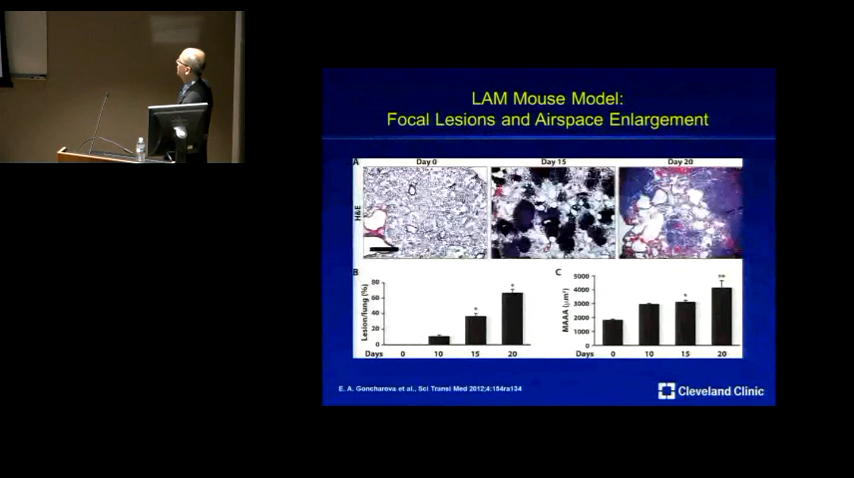 LAM Mouse Model:
Focal Lesions and Airspace Enlargement
A
Day 0
Day 15
Day 20
H&E
B
Lesion/lung (%)
80
60
40
20
0
Days 0 10 15 20
* *
C
MAAA (μm²)
5000
4000
3000
2000
1000
0
Days 0 10 15 20
* **
E. A. Goncharova et al., Sci Transl Med 2012;4:154ra134
Cleveland Clinic